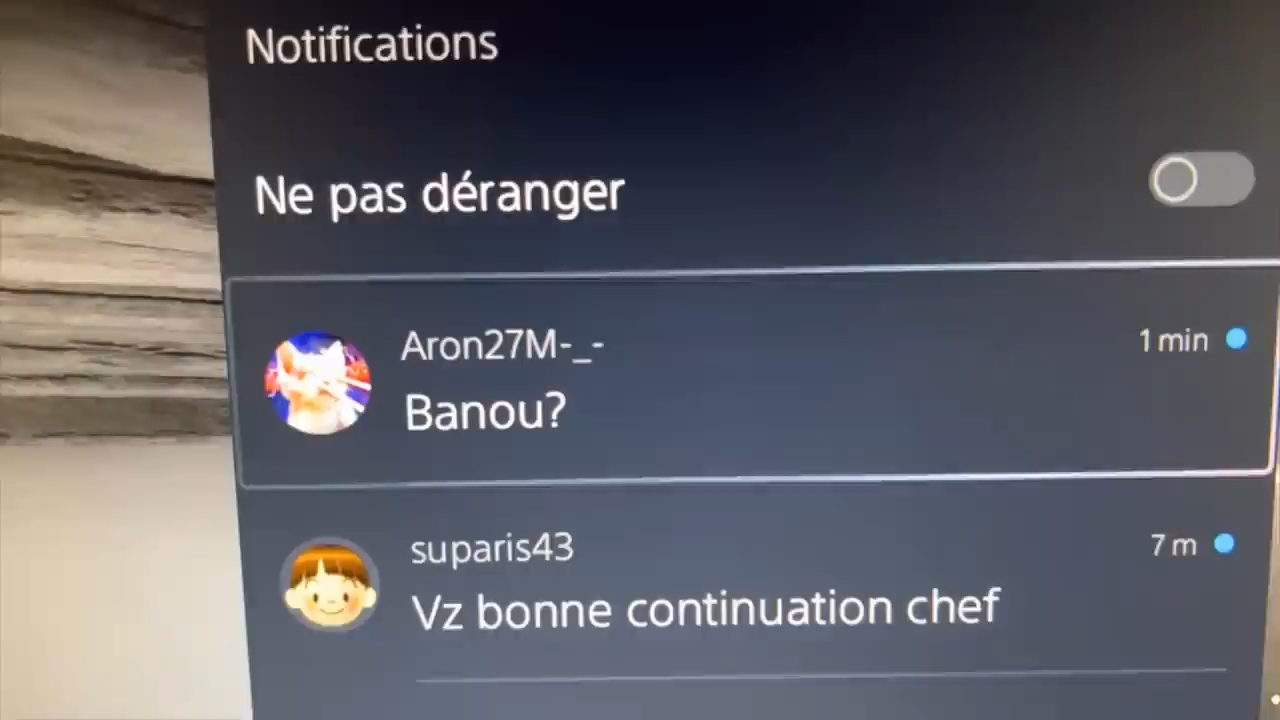 Notifications
Ne pas déranger
Aron27M-_-
1 min
Banou?
suparis43
7 m
Vz bonne continuation chef